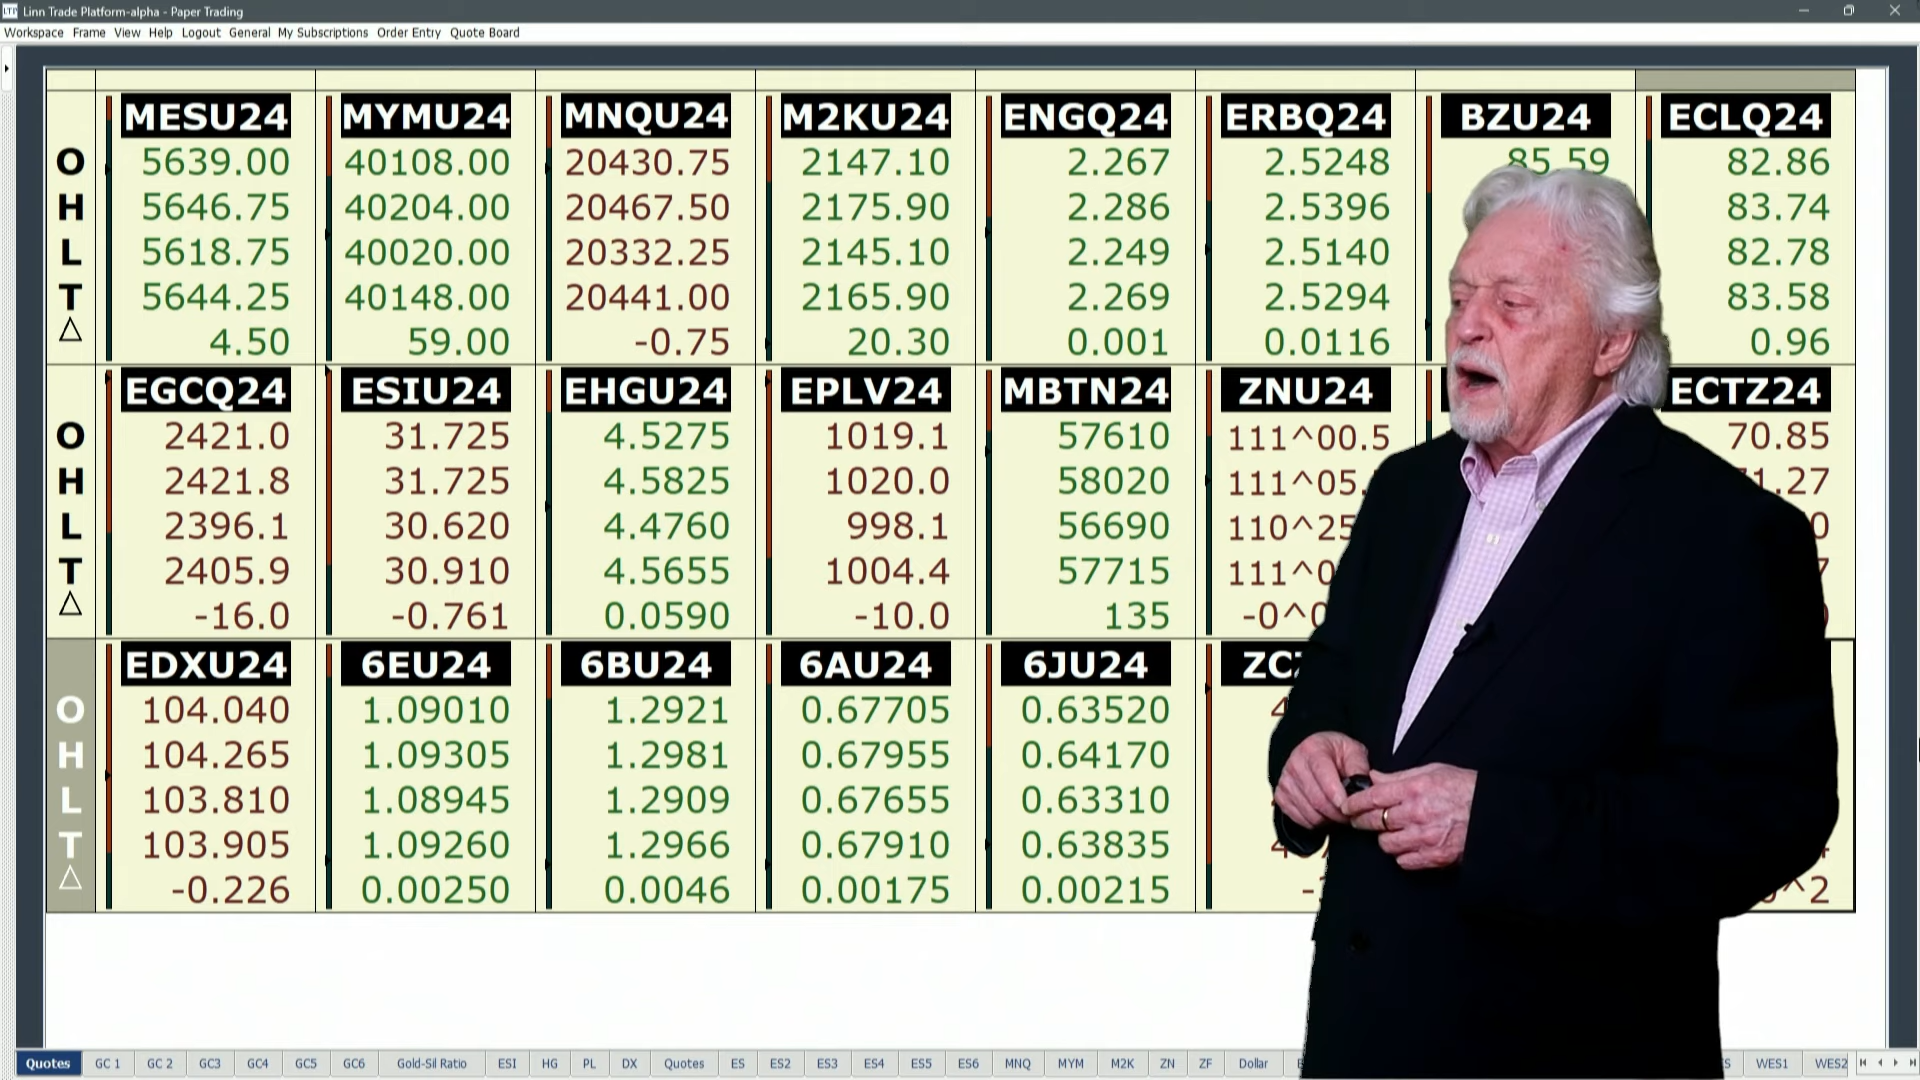 Linn Trade Platform-alpha - Paper Trading
Workspace Frame View Help Logout General My Subscriptions Order Entry Quote Board
MESU24 MYMU24 MNQU24 M2KU24 ENGQ24 ERBQ24 BZU24 ECLQ24
O 5639.00 40108.00 20430.75 2147.10 2.267 2.5248 85.59 82.86
H 5646.75 40204.00 20467.50 2175.90 2.286 2.5396 83.74
L 5618.75 40020.00 20332.25 2145.10 2.249 2.5140 82.78
T 5644.25 40148.00 20441.00 2165.90 2.269 2.5294 83.58
△ 4.50 59.00 -0.75 20.30 0.001 0.0116 0.96
EGCQ24 ESIU24 EHGU24 EPLV24 MBTN24 ZNU24 ECTZ24
O 2421.0 31.725 4.5275 1019.1 57610 111^00.5 70.85
H 2421.8 31.725 4.5825 1020.0 58020 111^05.
L 2396.1 30.620 4.4760 998.1 56690 110^25
T 2405.9 30.910 4.5655 1004.4 57715 111^0
△ -16.0 -0.761 0.0590 -10.0 135 -0^0
EDXU24 6EU24 6BU24 6AU24 6JU24
O 104.040 1.09010 1.2921 0.67705 0.63520
H 104.265 1.09305 1.2981 0.67955 0.64170
L 103.810 1.08945 1.2909 0.67655 0.63310
T 103.905 1.09260 1.2966 0.67910 0.63835
△ -0.226 0.00250 0.0046 0.00175 0.00215
Quotes GC 1 GC 2 GC3 GC4 GC5 GC6 Gold-Sil Ratio ESI HG PL DX Quotes ES ES2 ES3 ES4 ES5 ES6 MNQ MYM M2K ZN ZF Dollar WES1 WES2